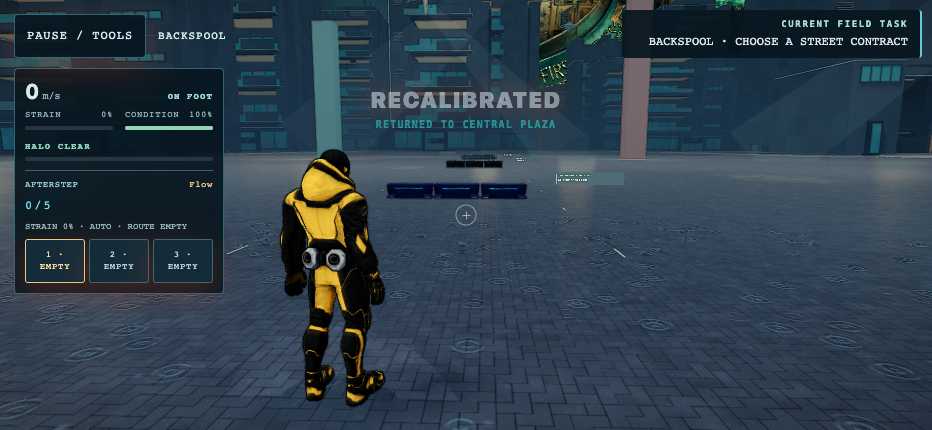 PAUSE / TOOLS
BACKSPOOL
CURRENT FIELD TASK
BACKSPOOL · CHOOSE A STREET CONTRACT
0 m/s
ON FOOT
STRAIN 0%
CONDITION 100%
HALO CLEAR
AFTERSTEP
Flow
0 / 5
STRAIN 0% · AUTO · ROUTE EMPTY
1 ·
EMPTY
2 ·
EMPTY
3 ·
EMPTY
FIRS
RECALIBRATED
RETURNED TO CENTRAL PLAZA